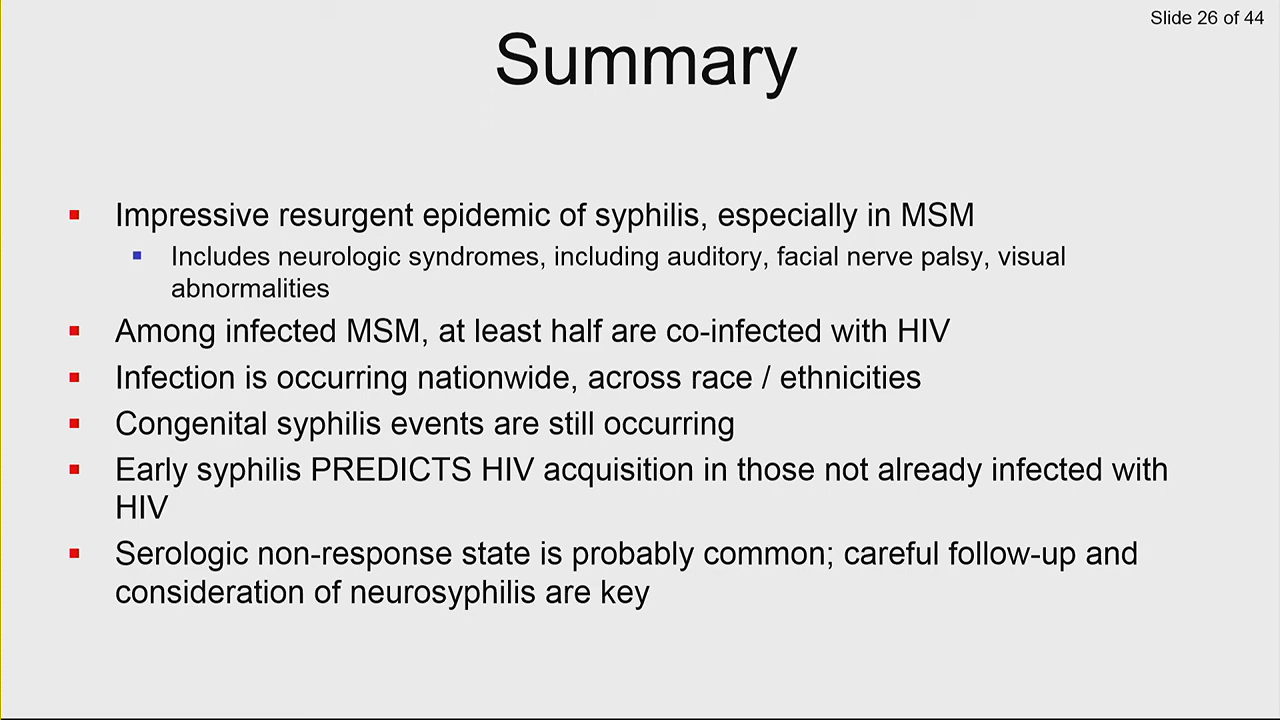 Slide 26 of 44
Summary
Impressive resurgent epidemic of syphilis, especially in MSM
Includes neurologic syndromes, including auditory, facial nerve palsy, visual
abnormalities
Among infected MSM, at least half are co-infected with HIV
Infection is occurring nationwide, across race / ethnicities
Congenital syphilis events are still occurring
Early syphilis PREDICTS HIV acquisition in those not already infected with
HIV
Serologic non-response state is probably common; careful follow-up and
consideration of neurosyphilis are key